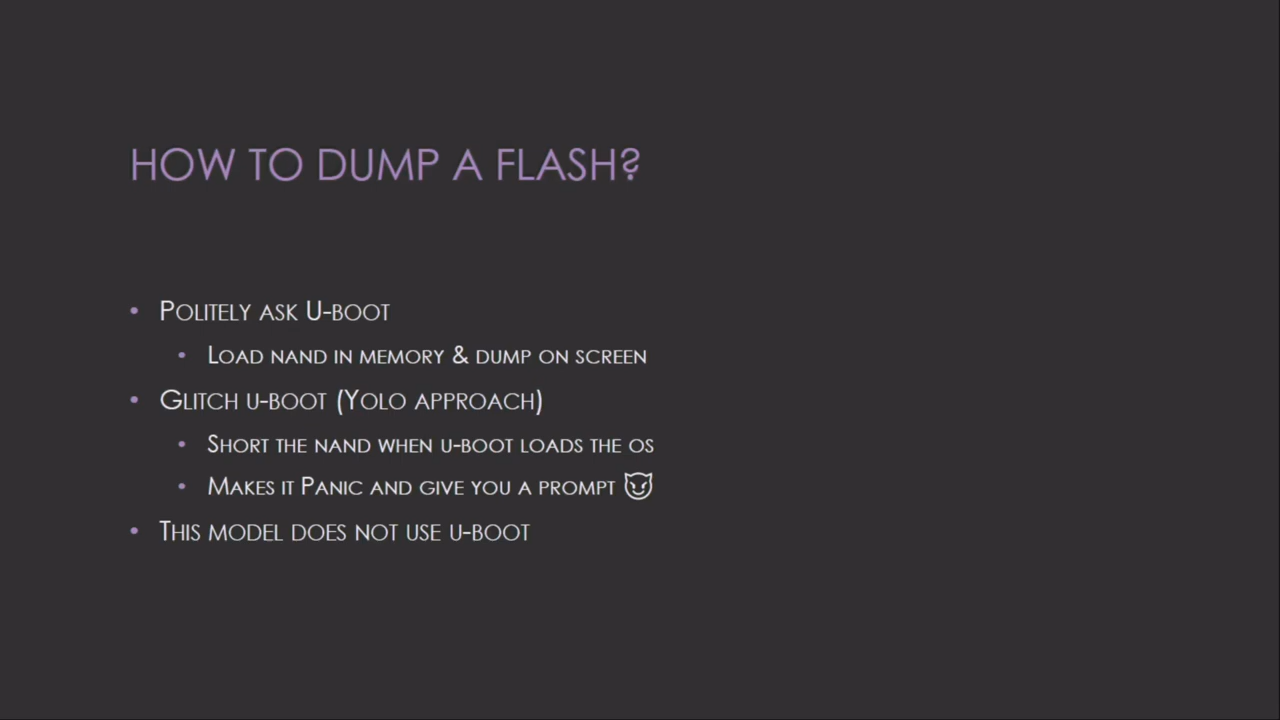 HOW TO DUMP A FLASH?
• Politely ask U-boot
• Load nand in memory & dump on screen
• Glitch u-boot (Yolo approach)
• Short the nand when u-boot loads the os
• Makes it Panic and give you a prompt 😈
• This model does not use u-boot